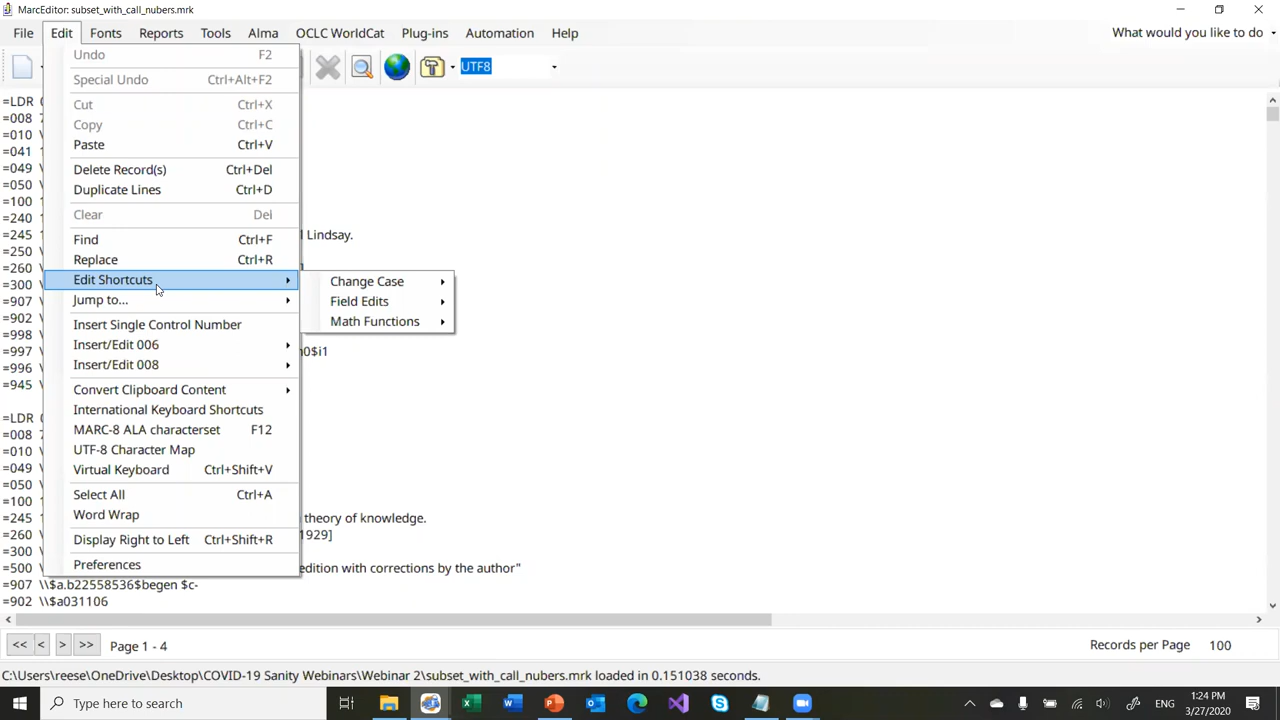 MarcEditor: subset_with_call_nubers.mrk
File Edit Fonts Reports Tools Alma OCLC WorldCat Plug-ins Automation Help What would you like to do
UTF8
Undo F2
Special Undo Ctrl+Alt+F2
Cut Ctrl+X
Copy Ctrl+C
Paste Ctrl+V
Delete Record(s) Ctrl+Del
Duplicate Lines Ctrl+D
Clear Del
Find Ctrl+F
Replace Ctrl+R
Edit Shortcuts
Jump to...
Insert Single Control Number
Insert/Edit 006
Insert/Edit 008
Convert Clipboard Content
International Keyboard Shortcuts
MARC-8 ALA characterset F12
UTF-8 Character Map
Virtual Keyboard Ctrl+Shift+V
Select All Ctrl+A
Word Wrap
Display Right to Left Ctrl+Shift+R
Preferences
Change Case
Field Edits
Math Functions
=LDR
=008
=010 \
=041
=049 \
=050 \
=100
=240
=245 Lindsay.
=250
=260
=300
=907 \
=902 \
=998
=997 0$i1
=996
=945 \
=LDR
=008
=010 \
=049 \
=050 \
=100
=245 theory of knowledge.
=260 1929]
=300
=500 edition with corrections by the author"
=907 \\$a.b22558536$begen $c-
=902 \\$a031106
<< < > >> Page 1 - 4 Records per Page 100
C:\Users\reese\OneDrive\Desktop\COVID-19 Sanity Webinars\Webinar 2\subset_with_call_nubers.mrk loaded in 0.151038 seconds.
Type here to search
ENG
1:24 PM
3/27/2020